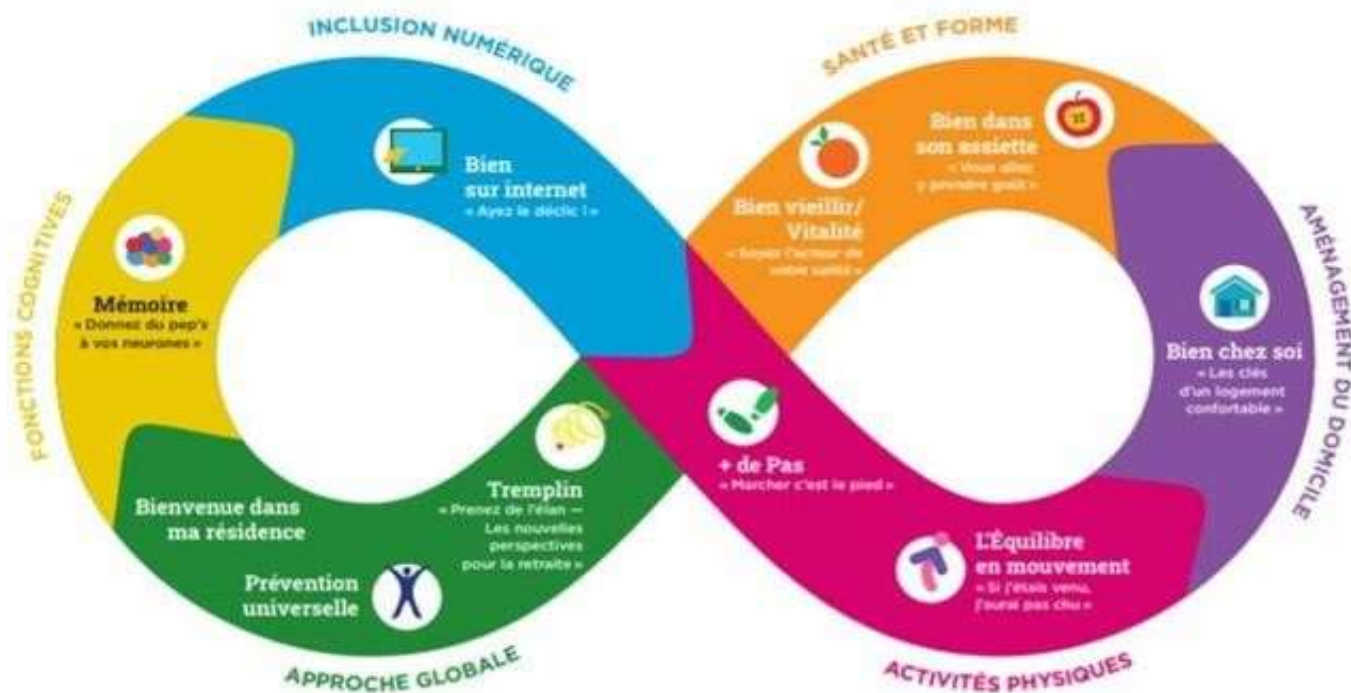 INCLUSION NUMÉRIQUE
Bien
sur internet
« Ayez le déclic ! »
FONCTIONS COGNITIVES
Mémoire
« Donnez du pep's
à vos neurones »
Bienvenue dans
ma résidence
Prévention
universelle
Tremplin
« Prenez de l'élan —
Les nouvelles
perspectives
pour la retraite »
APPROCHE GLOBALE
SANTÉ ET FORME
Bien dans
son assiette
« Vous allez
y prendre goût »
Bien vieillir/
Vitalité
« Soyez l'acteur de
votre santé »
AMÉNAGEMENT DU DOMICILE
Bien chez soi
« Les clés
d'un logement
confortable »
+ de Pas
« Marcher c'est le pied »
L'Équilibre
en mouvement
« Si j'étais venu,
j'aurai pas chu »
ACTIVITÉS PHYSIQUES